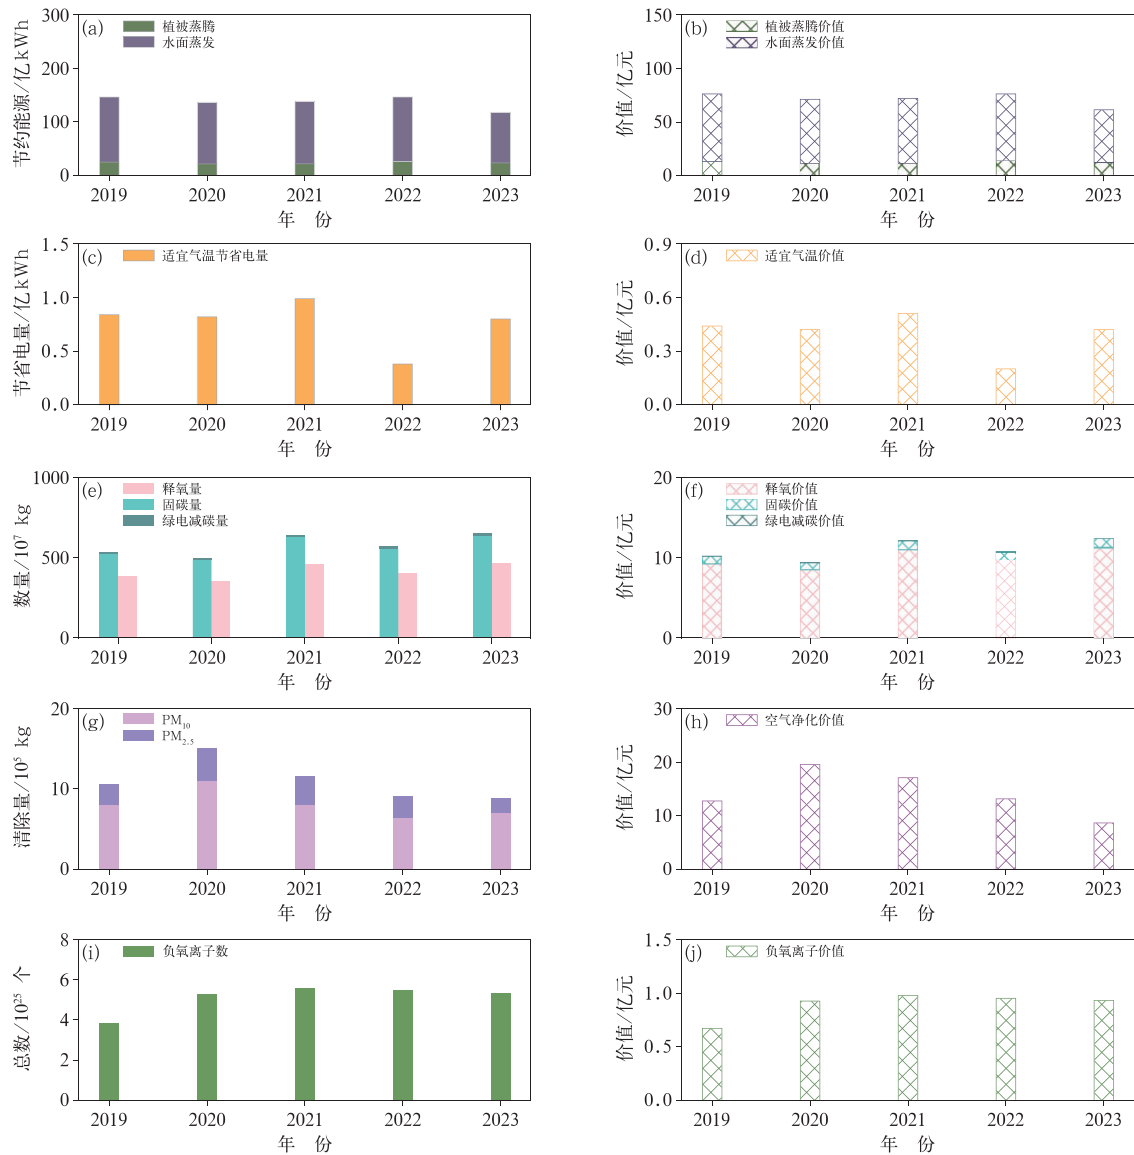 节约能源/亿kWh
300
200
100
0
(a)
植被蒸腾
水面蒸发
2019 2020 2021 2022 2023
年 份
价值/亿元
150
100
50
0
(b)
植被蒸腾价值
水面蒸发价值
2019 2020 2021 2022 2023
年 份
节省电量/亿kWh
1.5
1.0
0.5
0.0
(c)
适宜气温节省电量
2019 2020 2021 2022 2023
年 份
价值/亿元
0.9
0.6
0.3
0.0
(d)
适宜气温价值
2019 2020 2021 2022 2023
年 份
数量/10⁷ kg
1000
500
0
(e)
释氧量
固碳量
绿电减碳量
2019 2020 2021 2022 2023
年 份
价值/亿元
20
10
0
(f)
释氧价值
固碳价值
绿电减碳价值
2019 2020 2021 2022 2023
年 份
清除量/10⁵ kg
20
10
0
(g)
PM₁₀
PM₂.₅
2019 2020 2021 2022 2023
年 份
价值/亿元
30
20
10
0
(h)
空气净化价值
2019 2020 2021 2022 2023
年 份
总数/10²⁵ 个
8
6
4
2
0
(i)
负氧离子数
2019 2020 2021 2022 2023
年 份
价值/亿元
1.5
1.0
0.5
0.0
(j)
负氧离子价值
2019 2020 2021 2022 2023
年 份